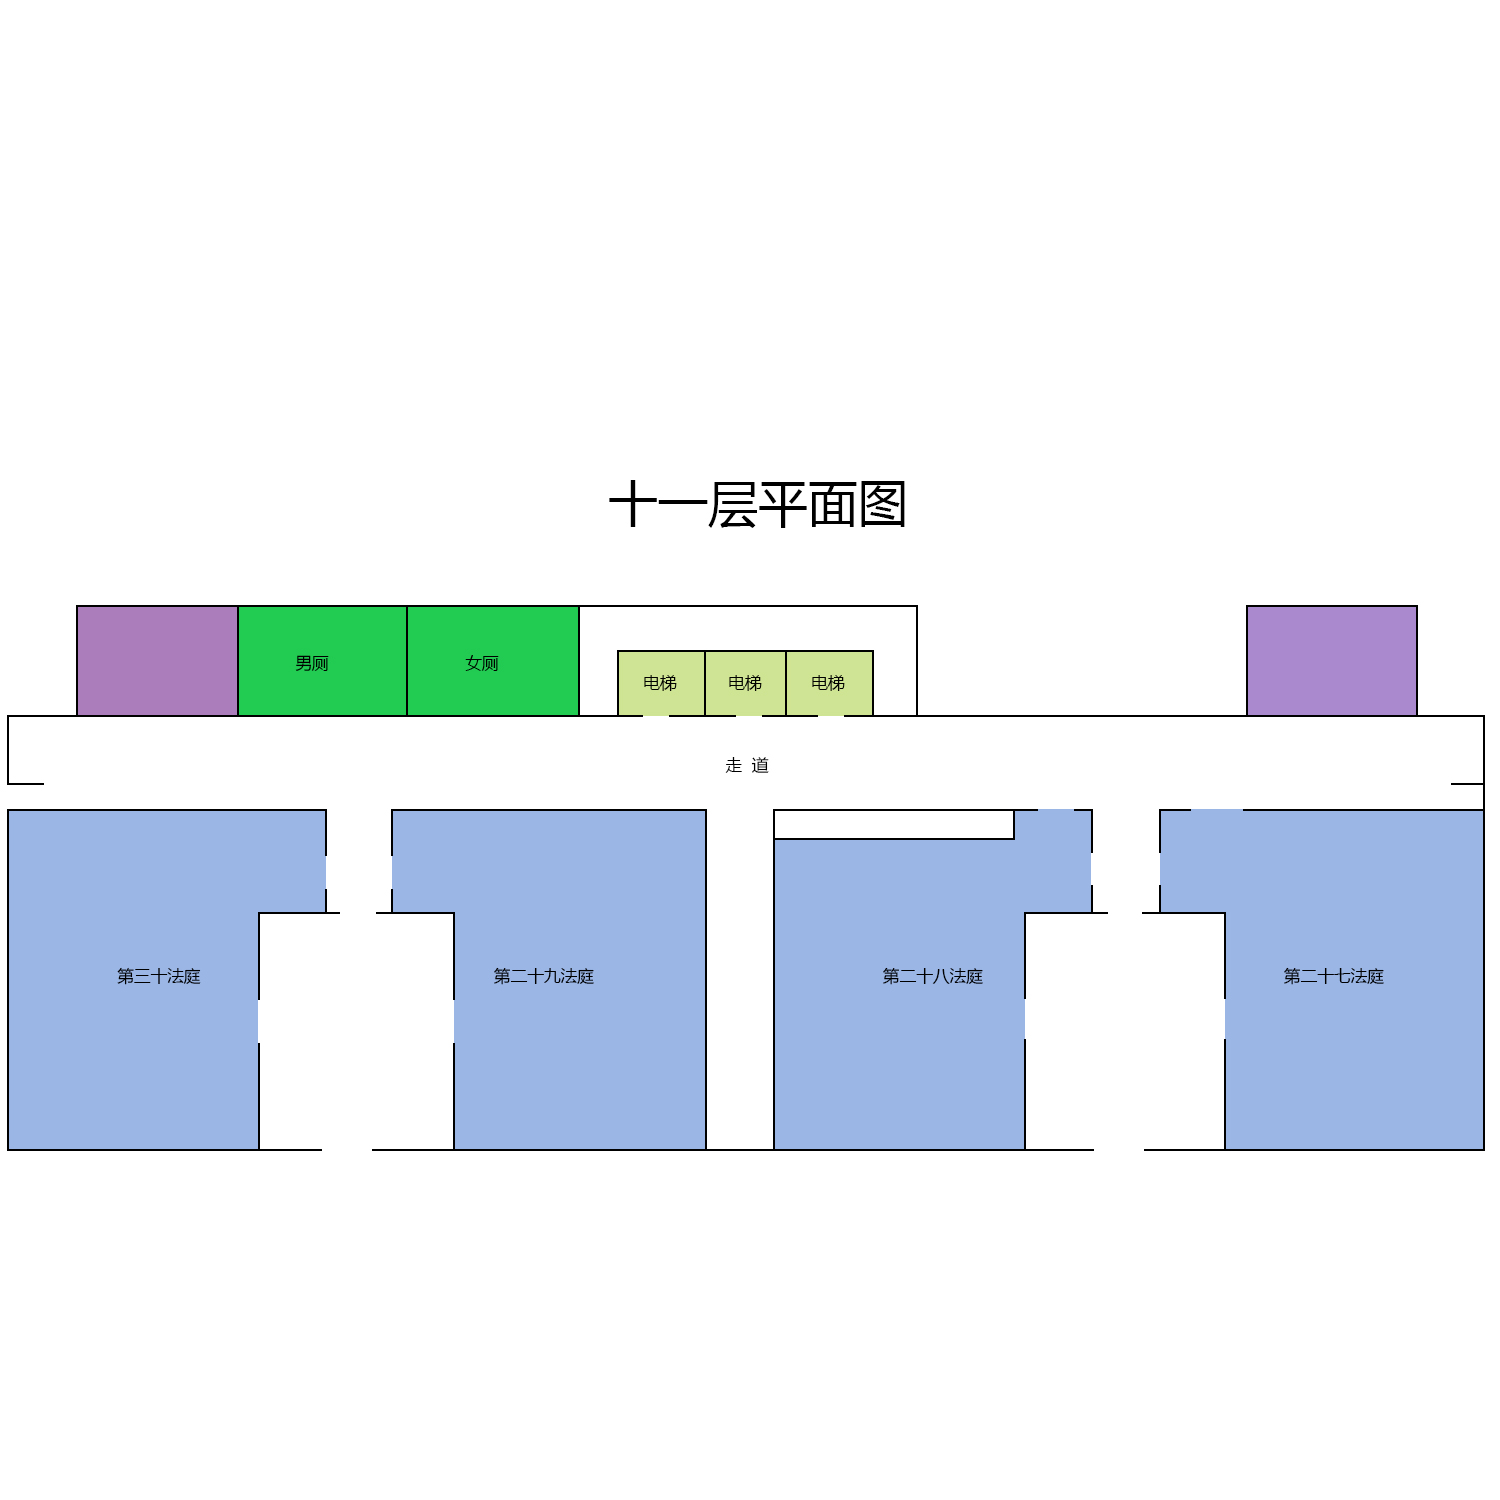 十一层平面图
男厕
女厕
电梯
电梯
电梯
走 道
第三十法庭
第二十九法庭
第二十八法庭
第二十七法庭